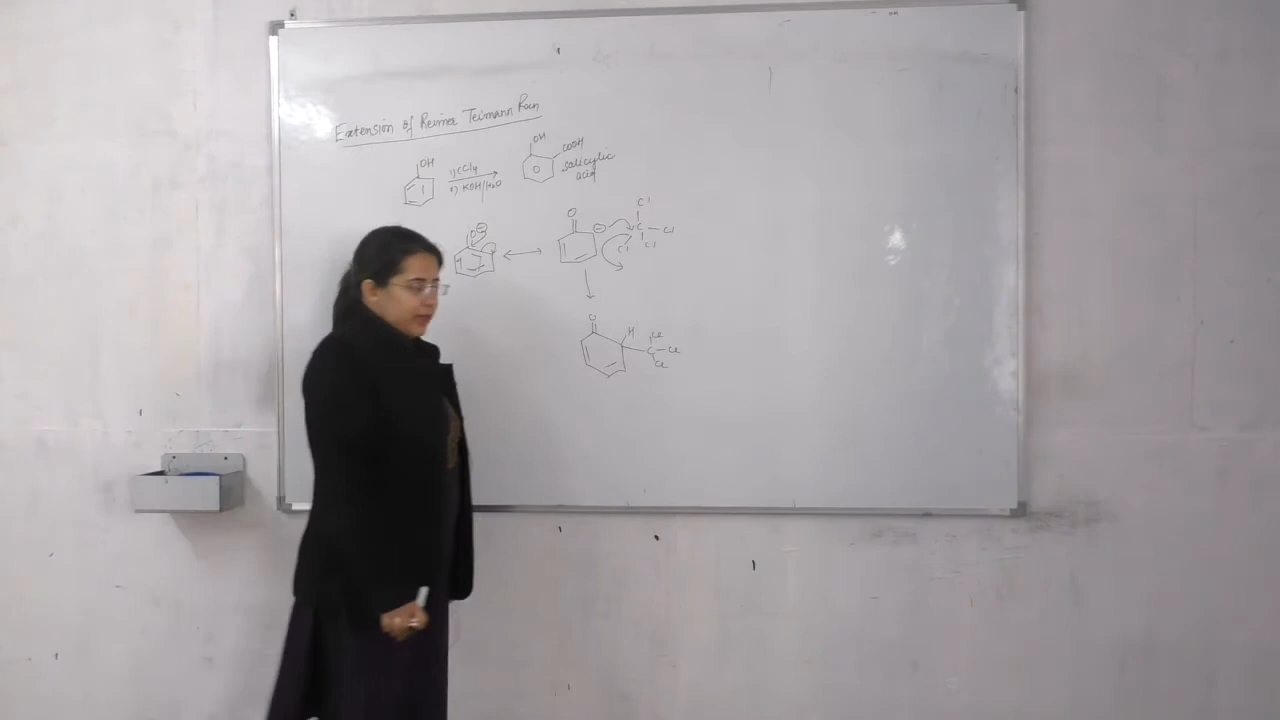 Extension of Reimer Teimann Rxn
OH
1) CCl4
2) KOH/H2O
OH
COOH
Salicylic
acid
O⊖
O
⊖
Cl
C
Cl
Cl
Cl
O
H
Cl
C
Cl
Cl